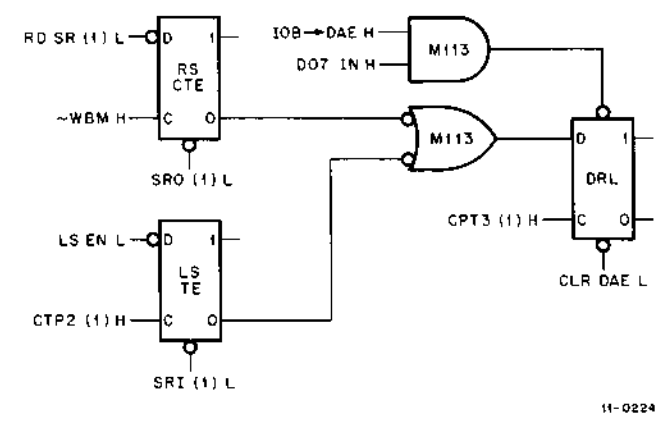 RD SR (1) L
D 1
RS
CTE
~WBM H
C 0
SR0 (1) L
IOB→DAE H
D07 IN H
M113
M113
D 1
DRL
CPT3 (1) H
C 0
CLR DAE L
LS EN L
D 1
LS
TE
CTP2 (1) H
C 0
SR1 (1) L
11-0224